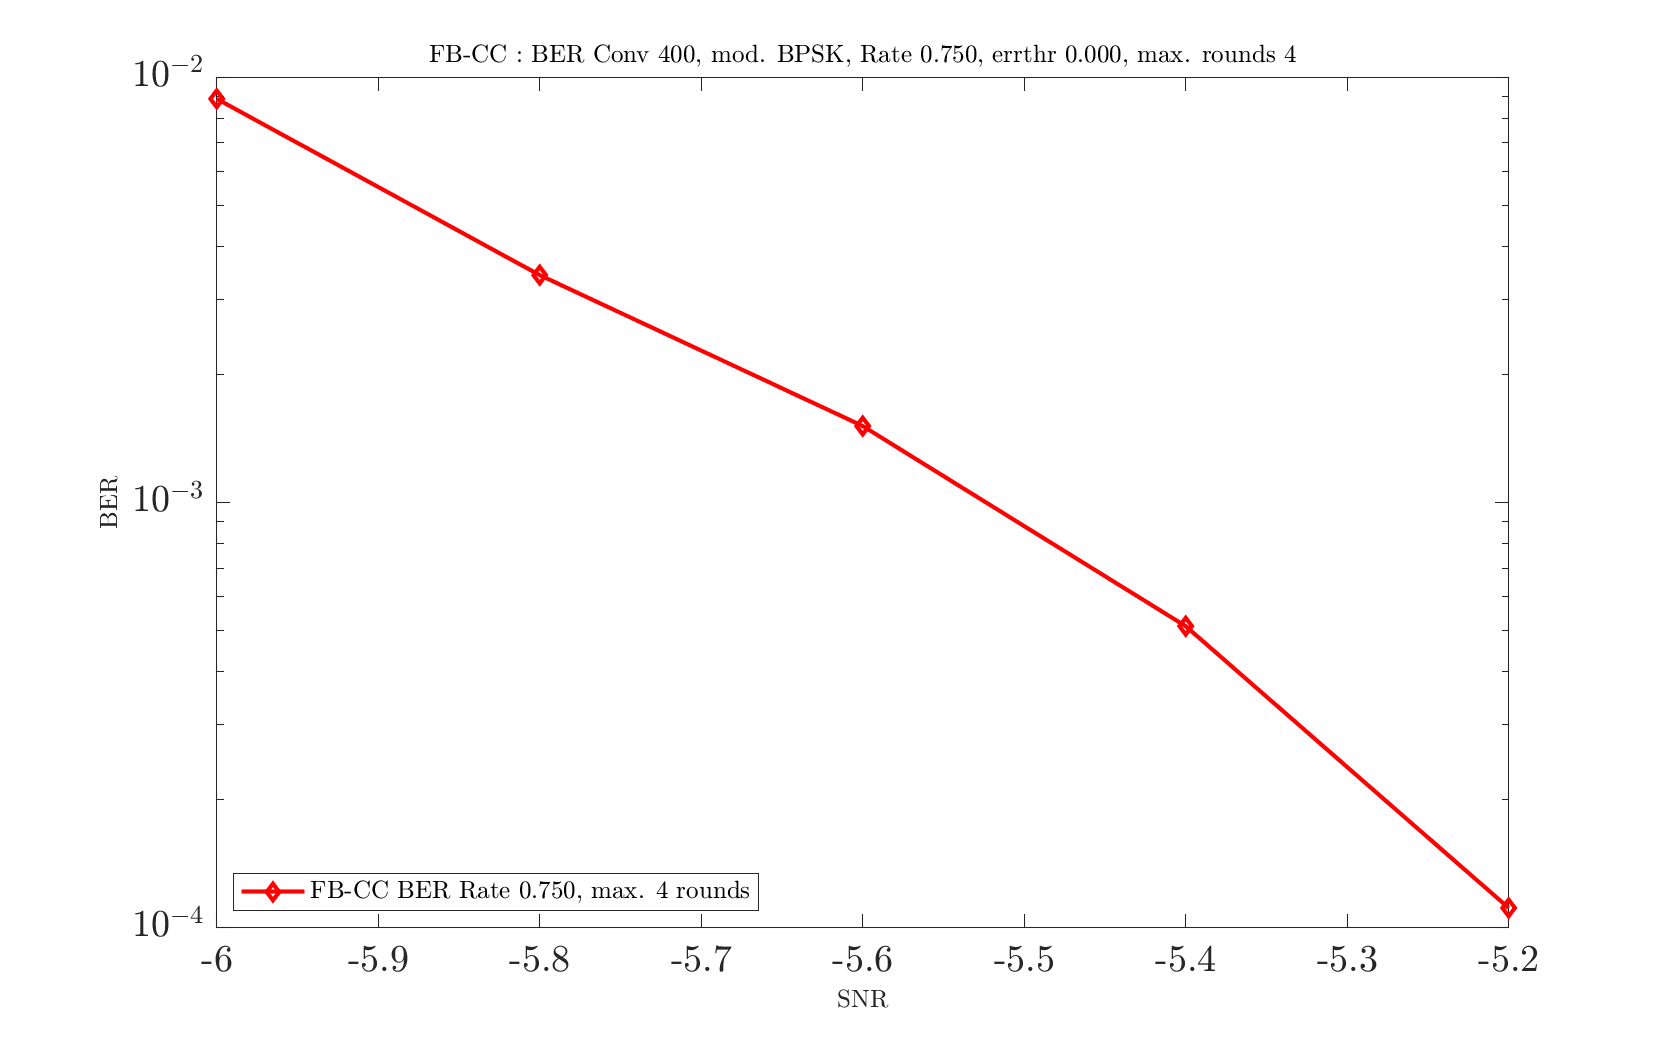 FB-CC : BER Conv 400, mod. BPSK, Rate 0.750, errthr 0.000, max. rounds 4
10⁻²
10⁻³
10⁻⁴
BER
FB-CC BER Rate 0.750, max. 4 rounds
-6 -5.9 -5.8 -5.7 -5.6 -5.5 -5.4 -5.3 -5.2
SNR